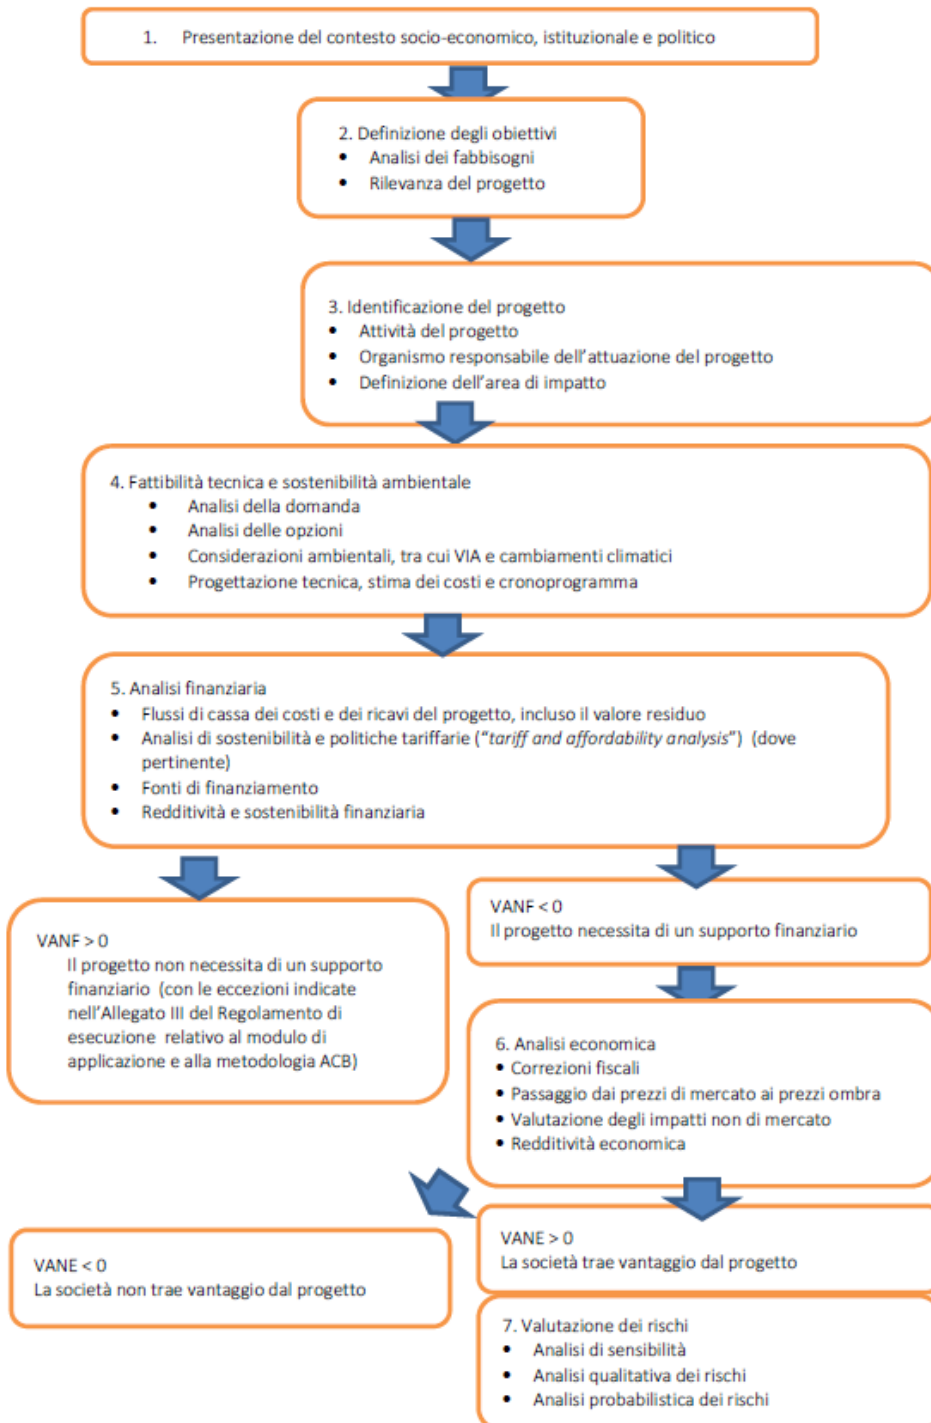 1. Presentazione del contesto socio-economico, istituzionale e politico
2. Definizione degli obiettivi
• Analisi dei fabbisogni
• Rilevanza del progetto
3. Identificazione del progetto
• Attività del progetto
• Organismo responsabile dell’attuazione del progetto
• Definizione dell’area di impatto
4. Fattibilità tecnica e sostenibilità ambientale
• Analisi della domanda
• Analisi delle opzioni
• Considerazioni ambientali, tra cui VIA e cambiamenti climatici
• Progettazione tecnica, stima dei costi e cronoprogramma
5. Analisi finanziaria
• Flussi di cassa dei costi e dei ricavi del progetto, incluso il valore residuo
• Analisi di sostenibilità e politiche tariffarie (“tariff and affordability analysis”) (dove
pertinente)
• Fonti di finanziamento
• Redditività e sostenibilità finanziaria
VANF > 0
Il progetto non necessita di un supporto
finanziario (con le eccezioni indicate
nell’Allegato III del Regolamento di
esecuzione relativo al modulo di
applicazione e alla metodologia ACB)
VANF < 0
Il progetto necessita di un supporto finanziario
6. Analisi economica
• Correzioni fiscali
• Passaggio dai prezzi di mercato ai prezzi ombra
• Valutazione degli impatti non di mercato
• Redditività economica
VANE < 0
La società non trae vantaggio dal progetto
VANE > 0
La società trae vantaggio dal progetto
7. Valutazione dei rischi
• Analisi di sensibilità
• Analisi qualitativa dei rischi
• Analisi probabilistica dei rischi